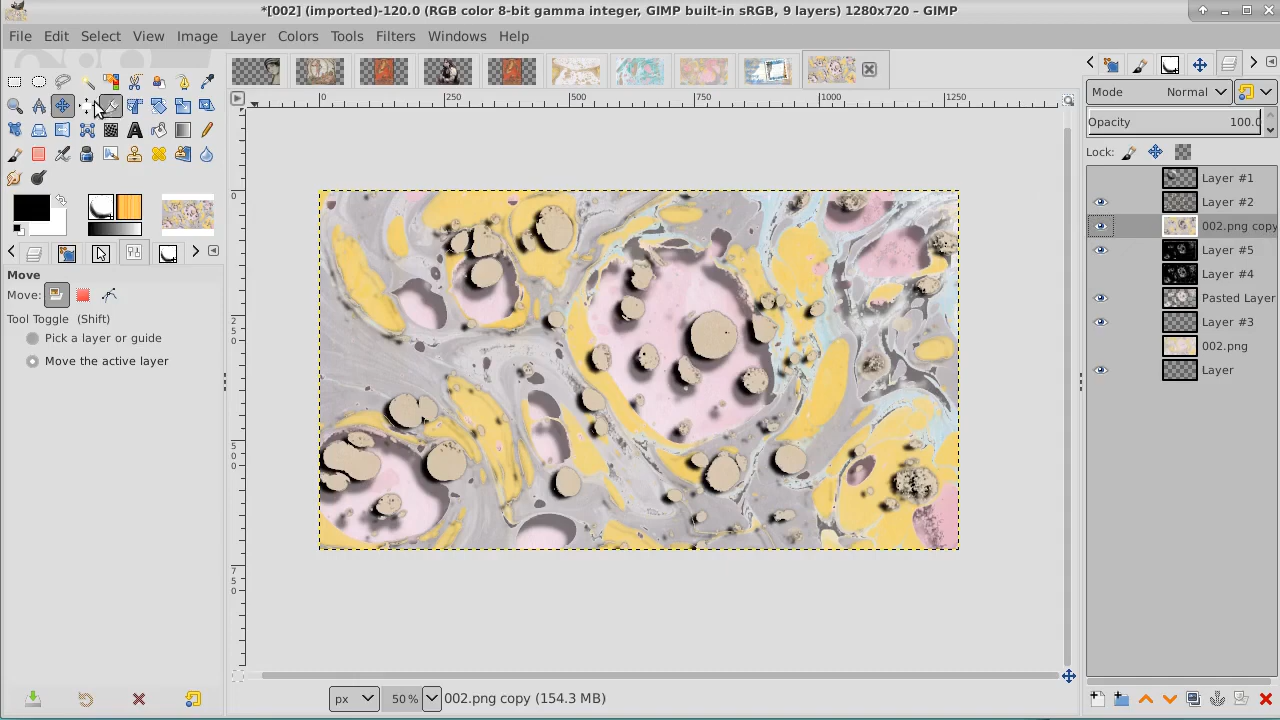 *[002] (imported)-120.0 (RGB color 8-bit gamma integer, GIMP built-in sRGB, 9 layers) 1280x720 – GIMP
File Edit Select View Image Layer Colors Tools Filters Windows Help
Mode Normal
Opacity 100.0
Lock:
0 250 500 750 1000 1250
0
250
500
750
Layer #1
Layer #2
002.png copy
Layer #5
Layer #4
Pasted Layer
Layer #3
002.png
Layer
Move
Move:
Tool Toggle (Shift)
Pick a layer or guide
Move the active layer
px 50 % 002.png copy (154.3 MB)